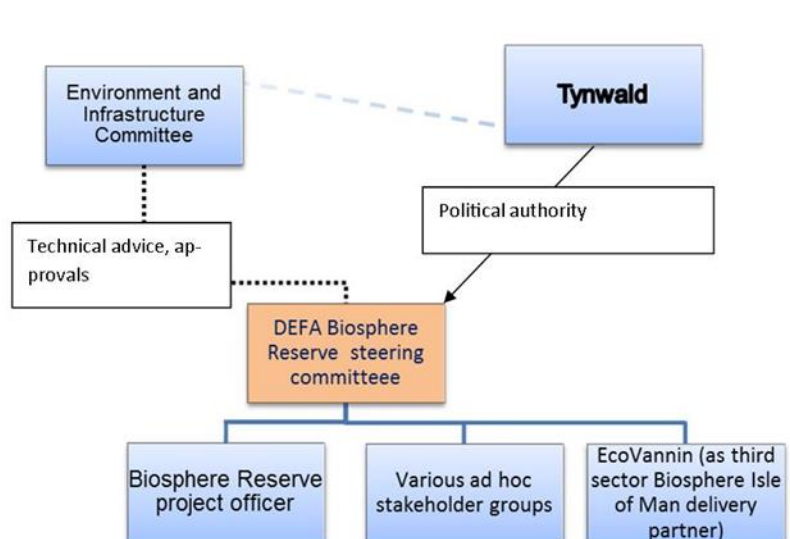 Environment and
Infrastructure
Committee
Tynwald
Political authority
Technical advice, ap-
provals
DEFA Biosphere
Reserve steering
committeee
Biosphere Reserve
project officer
Various ad hoc
stakeholder groups
EcoVannin (as third
sector Biosphere Isle
of Man delivery
partner)